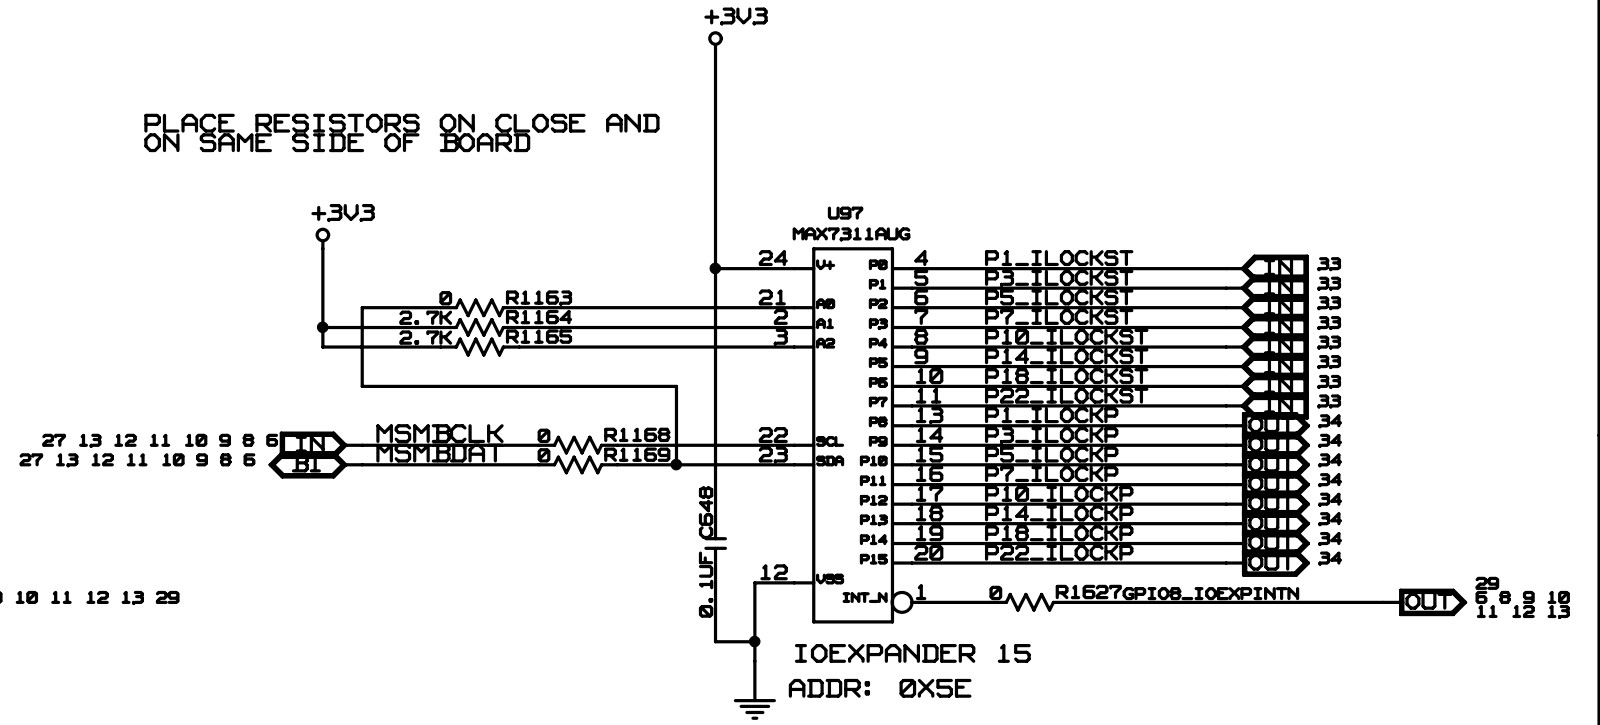 +3V3
PLACE RESISTORS ON CLOSE AND
ON SAME SIDE OF BOARD
+3V3
U97
MAX7311AUG
24 V+ P0 4 P1_ILOCKST IN 33
P1 5 P3_ILOCKST IN 33
0 R1163 21 A0 P2 6 P5_ILOCKST IN 33
2.7K R1164 2 A1 P3 7 P7_ILOCKST IN 33
2.7K R1165 3 A2 P4 8 P10_ILOCKST IN 33
P5 9 P14_ILOCKST IN 33
P6 10 P18_ILOCKST IN 33
P7 11 P22_ILOCKST IN 33
P8 13 P1_ILOCKP OUT 34
27 13 12 11 10 9 8 6 IN MSMBCLK 0 R1168 22 SCL P9 14 P3_ILOCKP OUT 34
27 13 12 11 10 9 8 6 BI MSMBDAT 0 R1169 23 SDA P10 15 P5_ILOCKP OUT 34
P11 16 P7_ILOCKP OUT 34
P12 17 P10_ILOCKP OUT 34
P13 18 P14_ILOCKP OUT 34
P14 19 P18_ILOCKP OUT 34
P15 20 P22_ILOCKP OUT 34
0.1UF C648
12 VSS
10 11 12 13 29
INT_N 1 0 R1627 GPIO8_IOEXPINTN OUT
29
6 8 9 10
11 12 13
IOEXPANDER 15
ADDR: 0X5E